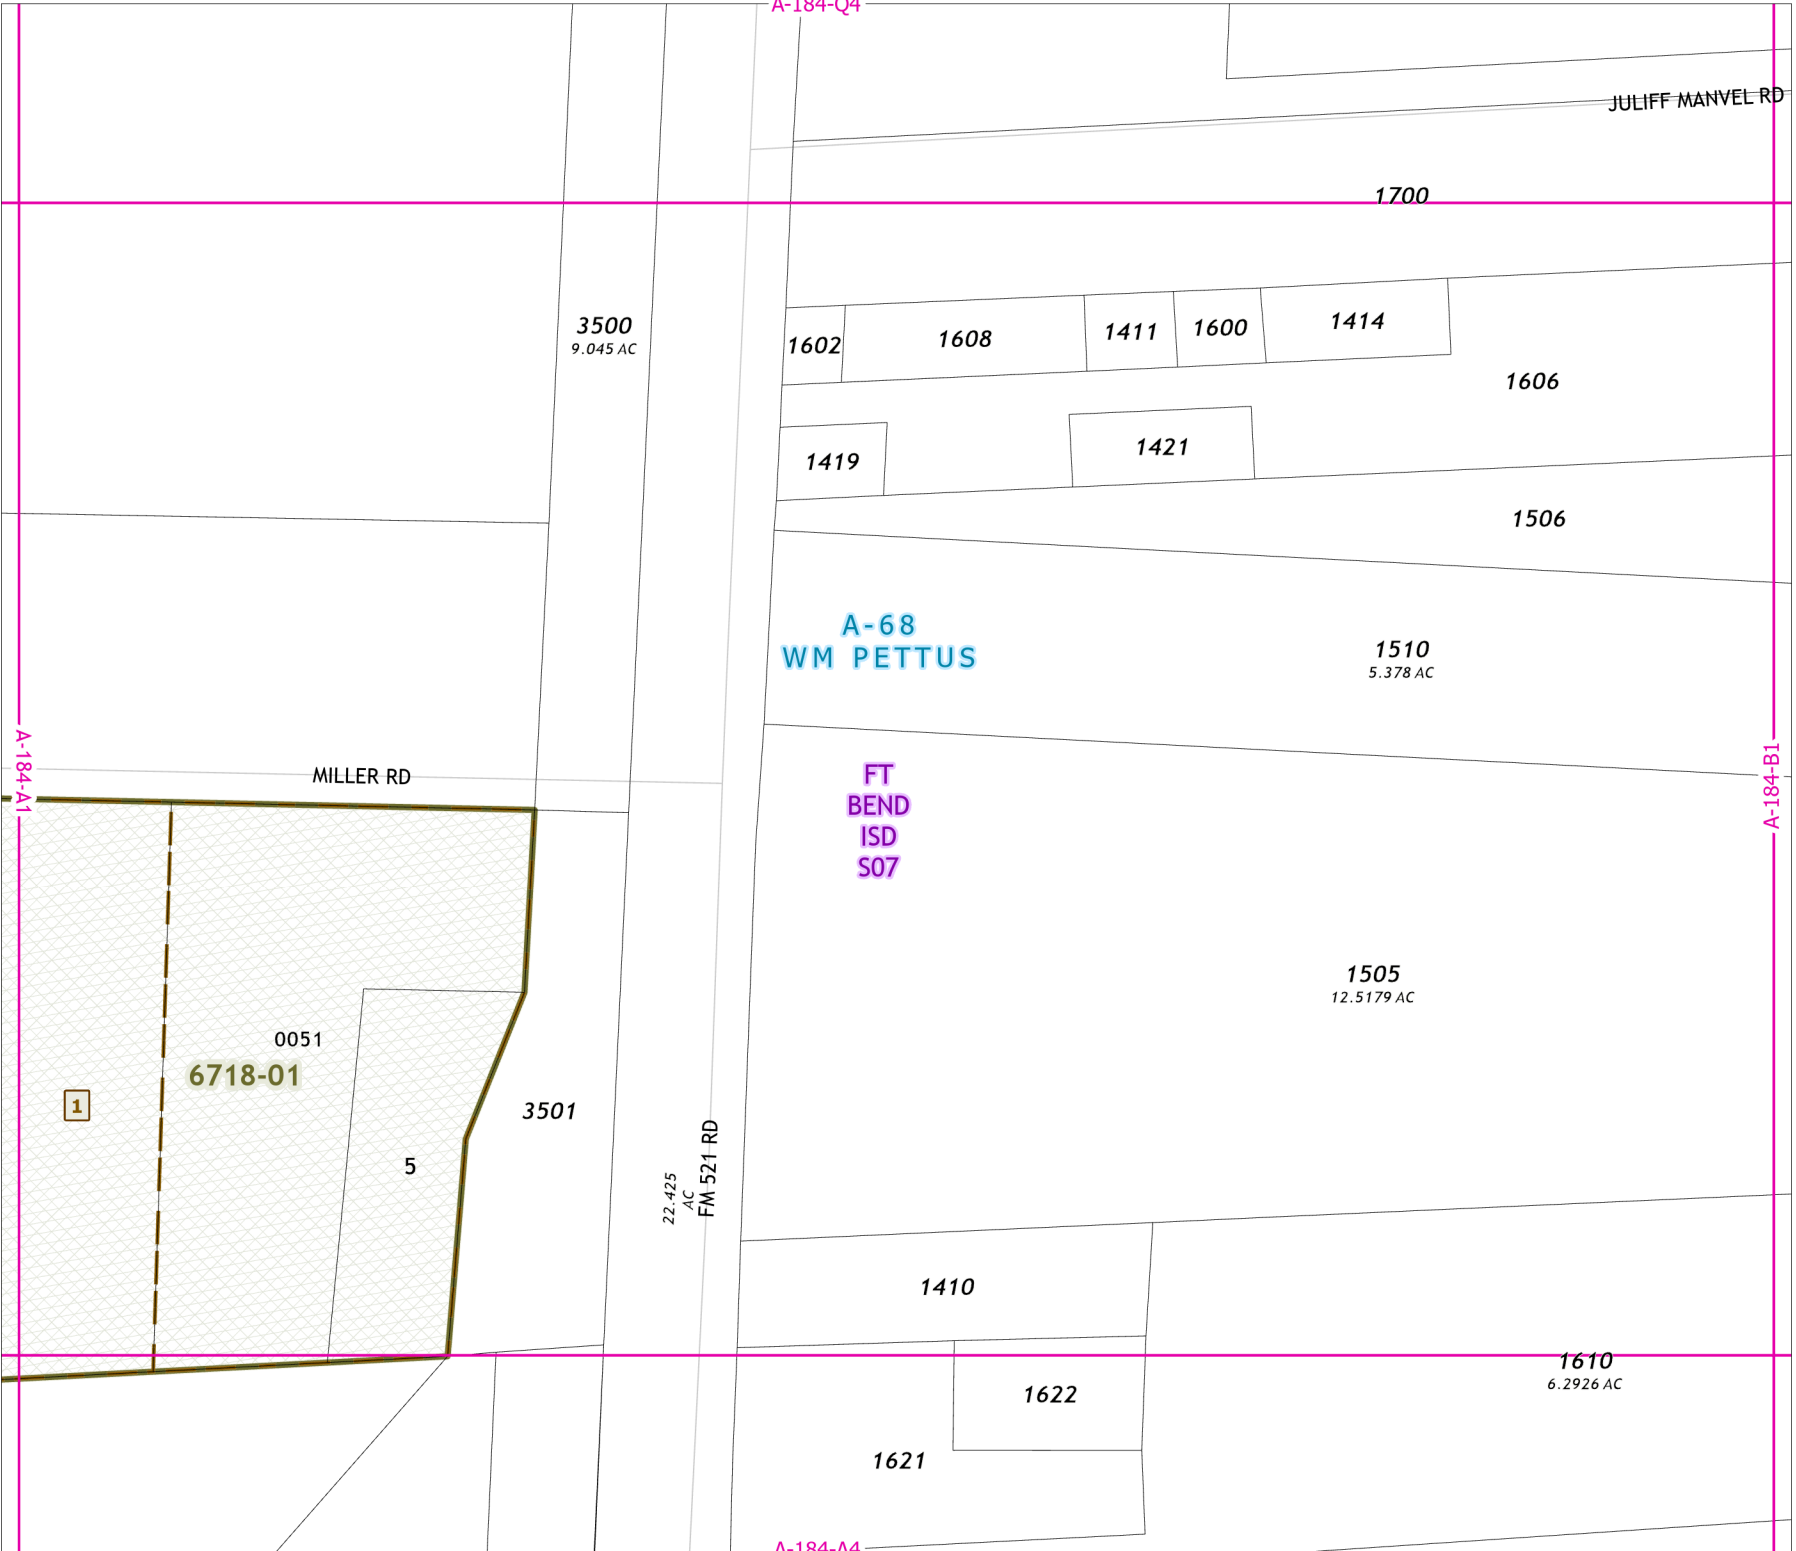 A-184-Q4
JULIFF MANVEL RD
1700
3500
9.045 AC
1602
1608
1411
1600
1414
1606
1419
1421
1506
A-68
WM PETTUS
1510
5.378 AC
A-184-A1
MILLER RD
FT
BEND
ISD
S07
A-184-B1
1505
12.5179 AC
0051
6718-01
1
5
3501
22.425
AC
FM 521 RD
1410
1610
6.2926 AC
1622
1621
A-184-A4